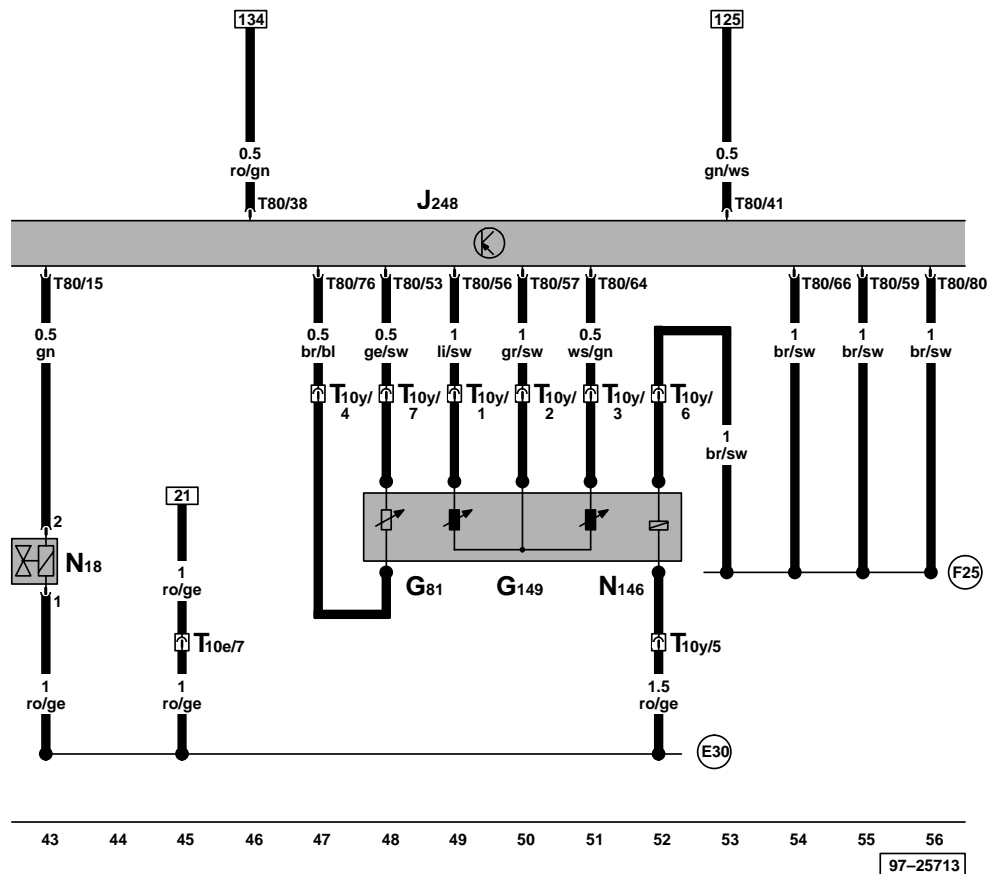 134 125
0.5 0.5
ro/gn gn/ws
T80/38 J248 T80/41
T80/15 T80/76 T80/53 T80/56 T80/57 T80/64 T80/66 T80/59 T80/80
0.5 0.5 0.5 1 1 0.5 1 1 1
gn br/bl ge/sw li/sw gr/sw ws/gn br/sw br/sw br/sw
T10y/ T10y/ T10y/ T10y/ T10y/ T10y/
4 7 1 2 3 6
1
br/sw
21
2
N18
1
1
ro/ge
G81 G149 N146 F25
T10e/7 T10y/5
1 1 1.5
ro/ge ro/ge ro/ge
E30
43 44 45 46 47 48 49 50 51 52 53 54 55 56
97–25713